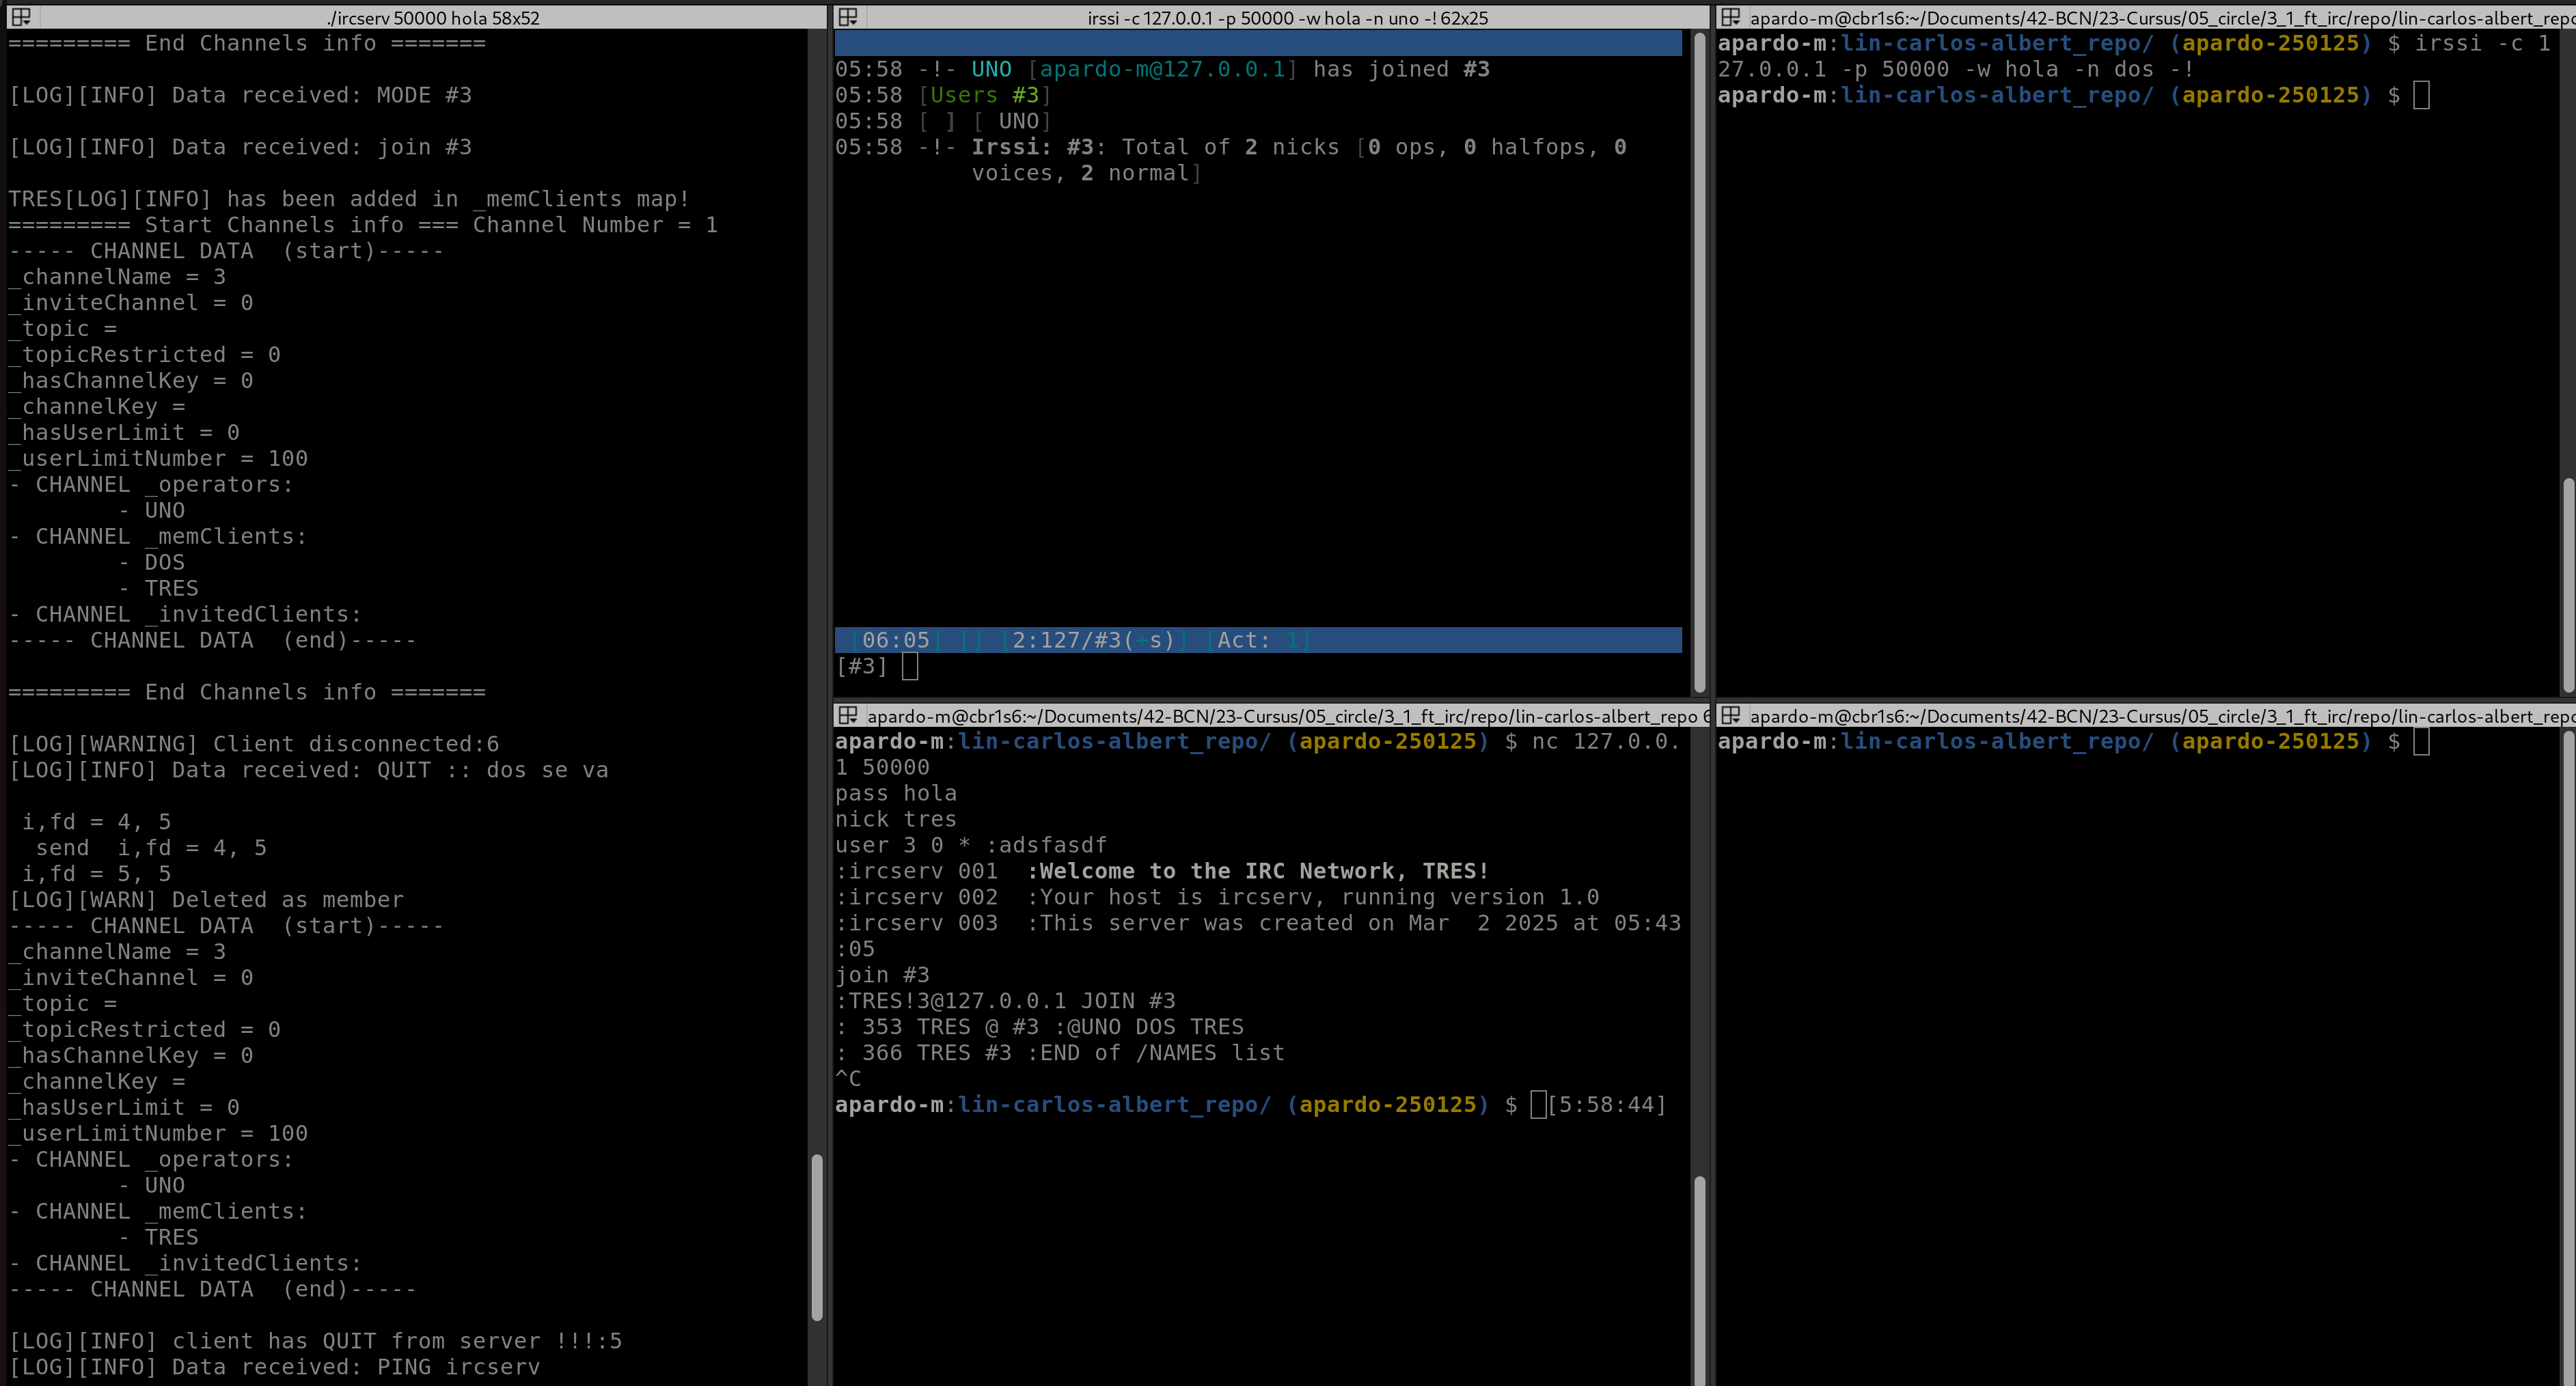 ./ircserv 50000 hola 58x52
========= End Channels info =======
[LOG][INFO] Data received: MODE #3
[LOG][INFO] Data received: join #3
TRES[LOG][INFO] has been added in _memClients map!
========= Start Channels info === Channel Number = 1
----- CHANNEL DATA  (start)-----
_channelName = 3
_inviteChannel = 0
_topic =
_topicRestricted = 0
_hasChannelKey = 0
_channelKey =
_hasUserLimit = 0
_userLimitNumber = 100
- CHANNEL _operators:
        - UNO
- CHANNEL _memClients:
        - DOS
        - TRES
- CHANNEL _invitedClients:
----- CHANNEL DATA  (end)-----
========= End Channels info =======
[LOG][WARNING] Client disconnected:6
[LOG][INFO] Data received: QUIT :: dos se va
 i,fd = 4, 5
  send  i,fd = 4, 5
 i,fd = 5, 5
[LOG][WARN] Deleted as member
----- CHANNEL DATA  (start)-----
_channelName = 3
_inviteChannel = 0
_topic =
_topicRestricted = 0
_hasChannelKey = 0
_channelKey =
_hasUserLimit = 0
_userLimitNumber = 100
- CHANNEL _operators:
        - UNO
- CHANNEL _memClients:
        - TRES
- CHANNEL _invitedClients:
----- CHANNEL DATA  (end)-----
[LOG][INFO] client has QUIT from server !!!:5
[LOG][INFO] Data received: PING ircserv
irssi -c 127.0.0.1 -p 50000 -w hola -n uno -! 62x25
05:58 -!- UNO [apardo-m@127.0.0.1] has joined #3
05:58 [Users #3]
05:58 [ ] [ UNO]
05:58 -!- Irssi: #3: Total of 2 nicks [0 ops, 0 halfops, 0
          voices, 2 normal]
[06:05] [] [2:127/#3(+s)] [Act: 1]
[#3]
apardo-m@cbr1s6:~/Documents/42-BCN/23-Cursus/05_circle/3_1_ft_irc/repo/lin-carlos-albert_repo 6
apardo-m:lin-carlos-albert_repo/ (apardo-250125) $ nc 127.0.0.
1 50000
pass hola
nick tres
user 3 0 * :adsfasdf
:ircserv 001  :Welcome to the IRC Network, TRES!
:ircserv 002  :Your host is ircserv, running version 1.0
:ircserv 003  :This server was created on Mar  2 2025 at 05:43
:05
join #3
:TRES!3@127.0.0.1 JOIN #3
: 353 TRES @ #3 :@UNO DOS TRES
: 366 TRES #3 :END of /NAMES list
^C
apardo-m:lin-carlos-albert_repo/ (apardo-250125) $ [5:58:44]
apardo-m@cbr1s6:~/Documents/42-BCN/23-Cursus/05_circle/3_1_ft_irc/repo/lin-carlos-albert_repo
apardo-m:lin-carlos-albert_repo/ (apardo-250125) $ irssi -c 1
27.0.0.1 -p 50000 -w hola -n dos -!
apardo-m:lin-carlos-albert_repo/ (apardo-250125) $
apardo-m@cbr1s6:~/Documents/42-BCN/23-Cursus/05_circle/3_1_ft_irc/repo/lin-carlos-albert_repo
apardo-m:lin-carlos-albert_repo/ (apardo-250125) $